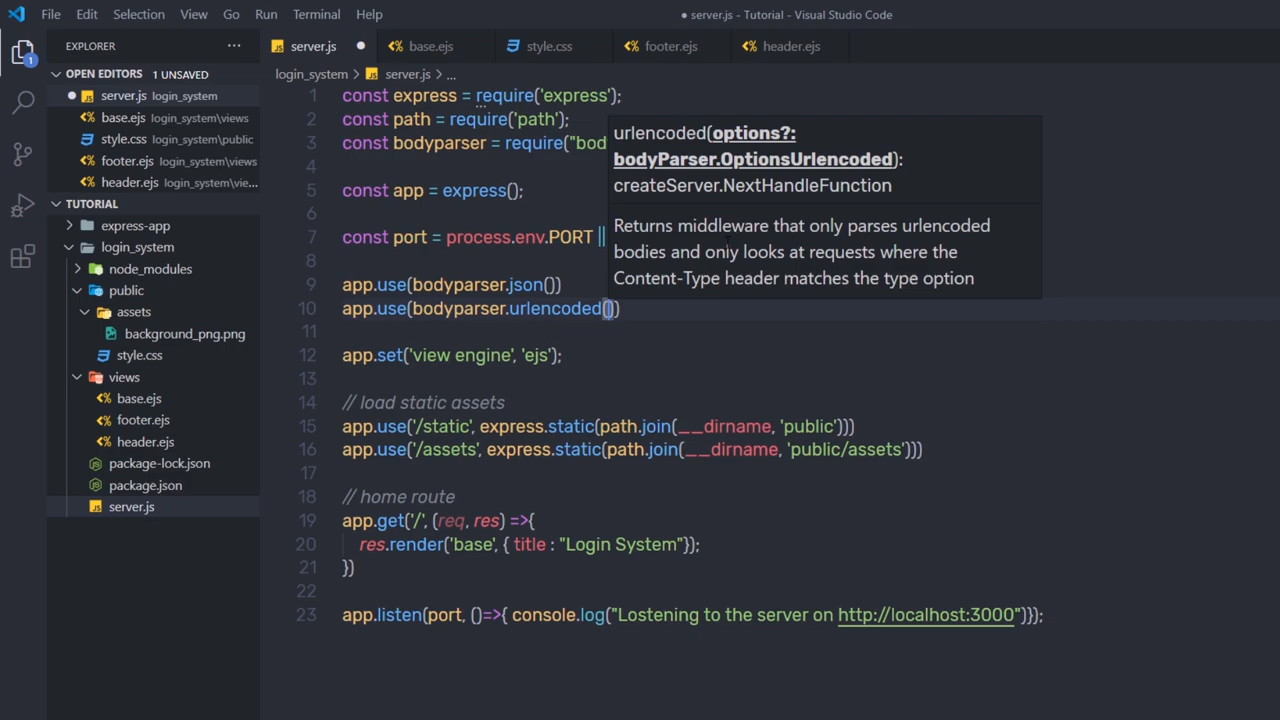 File Edit Selection View Go Run Terminal Help
● server.js - Tutorial - Visual Studio Code
EXPLORER ...
server.js ●
base.ejs
style.css
footer.ejs
header.ejs
1
OPEN EDITORS 1 UNSAVED
● server.js login_system
base.ejs login_system\views
style.css login_system\public
footer.ejs login_system\views
header.ejs login_system\vie...
TUTORIAL
express-app
login_system
node_modules
public
assets
background_png.png
style.css
views
base.ejs
footer.ejs
header.ejs
package-lock.json
package.json
server.js
login_system > server.js > ...
1 const express = require('express');
2 const path = require('path');
3 const bodyparser = require("bod
4
5 const app = express();
6
7 const port = process.env.PORT ||
8
9 app.use(bodyparser.json())
10 app.use(bodyparser.urlencoded())
11
12 app.set('view engine', 'ejs');
13
14 // load static assets
15 app.use('/static', express.static(path.join(__dirname, 'public')))
16 app.use('/assets', express.static(path.join(__dirname, 'public/assets')))
17
18 // home route
19 app.get('/', (req, res) =>{
20 res.render('base', { title : "Login System"});
21 })
22
23 app.listen(port, ()=>{ console.log("Lostening to the server on http://localhost:3000")});
urlencoded(options?:
bodyParser.OptionsUrlencoded):
createServer.NextHandleFunction
Returns middleware that only parses urlencoded
bodies and only looks at requests where the
Content-Type header matches the type option